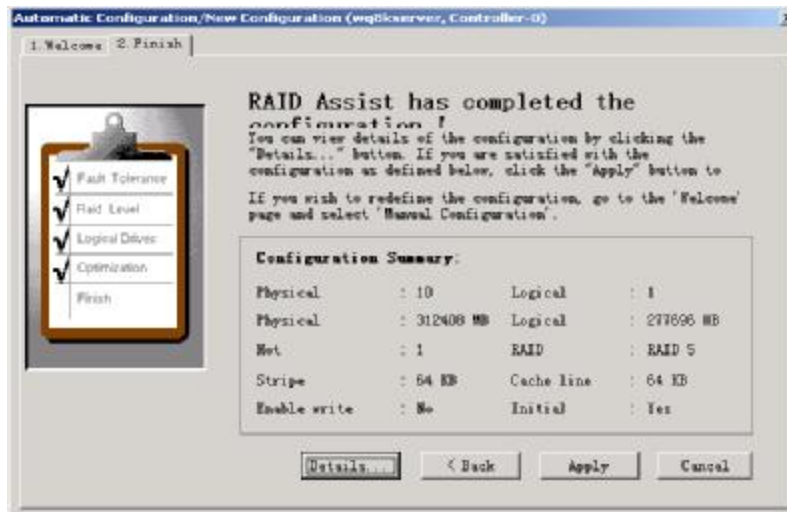 Automatic Configuration/New Configuration (wq8kserver, Controller-0)
1.Welcome 2.Finish
RAID Assist has completed the
configuration !
You can view details of the configuration by clicking the
"Details..." button. If you are satisfied with the
configuration as defined below, click the "Apply" button to
If you wish to redefine the configuration, go to the 'Welcome'
page and select 'Manual Configuration'.
Fault Tolerance
Raid Level
Logical Drives
Optimization
Finish
Configuration Summary:
Physical : 10 Logical : 1
Physical : 312408 MB Logical : 277696 MB
Hot : 1 RAID : RAID 5
Stripe : 64 KB Cache line : 64 KB
Enable write : No Initial : Yes
Details... < Back Apply Cancel